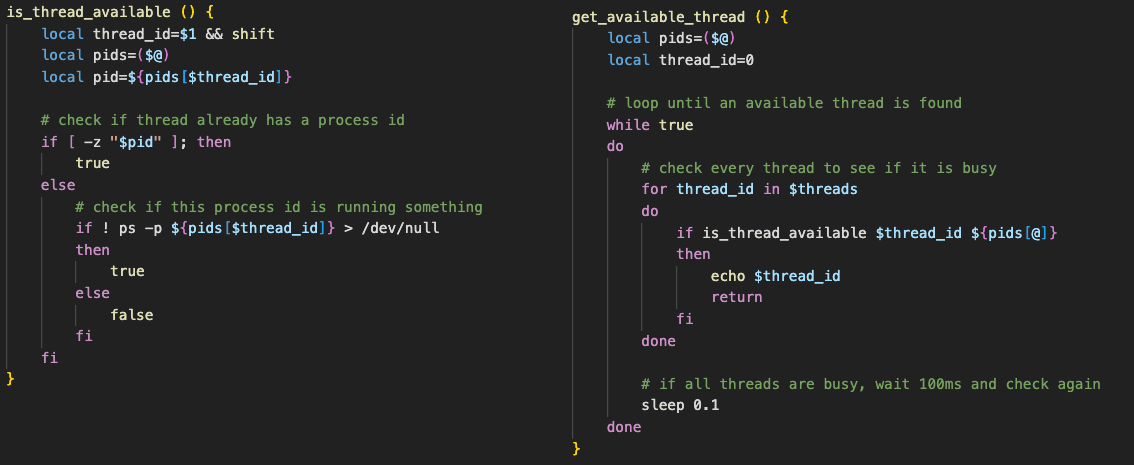 is_thread_available () {
    local thread_id=$1 && shift
    local pids=($@)
    local pid=${pids[$thread_id]}

    # check if thread already has a process id
    if [ -z "$pid" ]; then
        true
    else
        # check if this process id is running something
        if ! ps -p ${pids[$thread_id]} > /dev/null
        then
            true
        else
            false
        fi
    fi
}
get_available_thread () {
    local pids=($@)
    local thread_id=0

    # loop until an available thread is found
    while true
    do
        # check every thread to see if it is busy
        for thread_id in $threads
        do
            if is_thread_available $thread_id ${pids[@]}
            then
                echo $thread_id
                return
            fi
        done

        # if all threads are busy, wait 100ms and check again
        sleep 0.1
    done
}